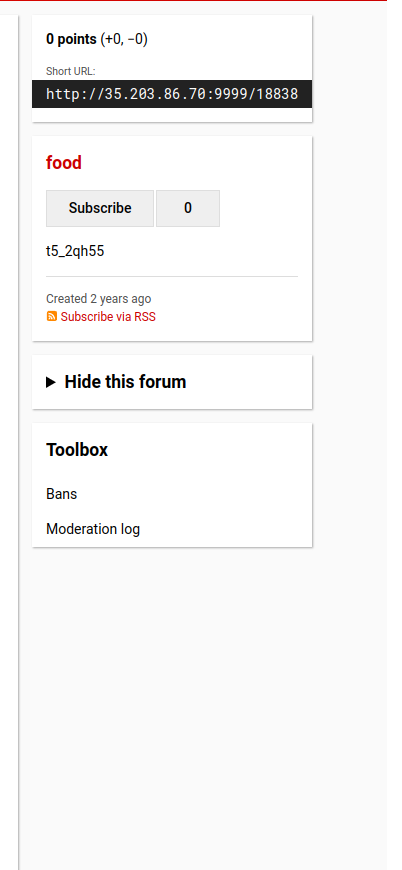 0 points (+0, −0)
Short URL:
http://35.203.86.70:9999/18838
food
Subscribe 0
t5_2qh55
Created 2 years ago
Subscribe via RSS
Hide this forum
Toolbox
Bans
Moderation log